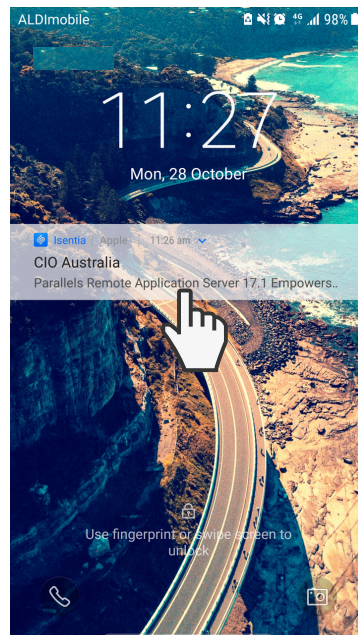 ALDImobile 4G 98%
11:27
Mon, 28 October
Isentia | Apple | 11:26 am
CIO Australia
Parallels Remote Application Server 17.1 Empowers..
Use fingerprint or swipe screen to
unlock